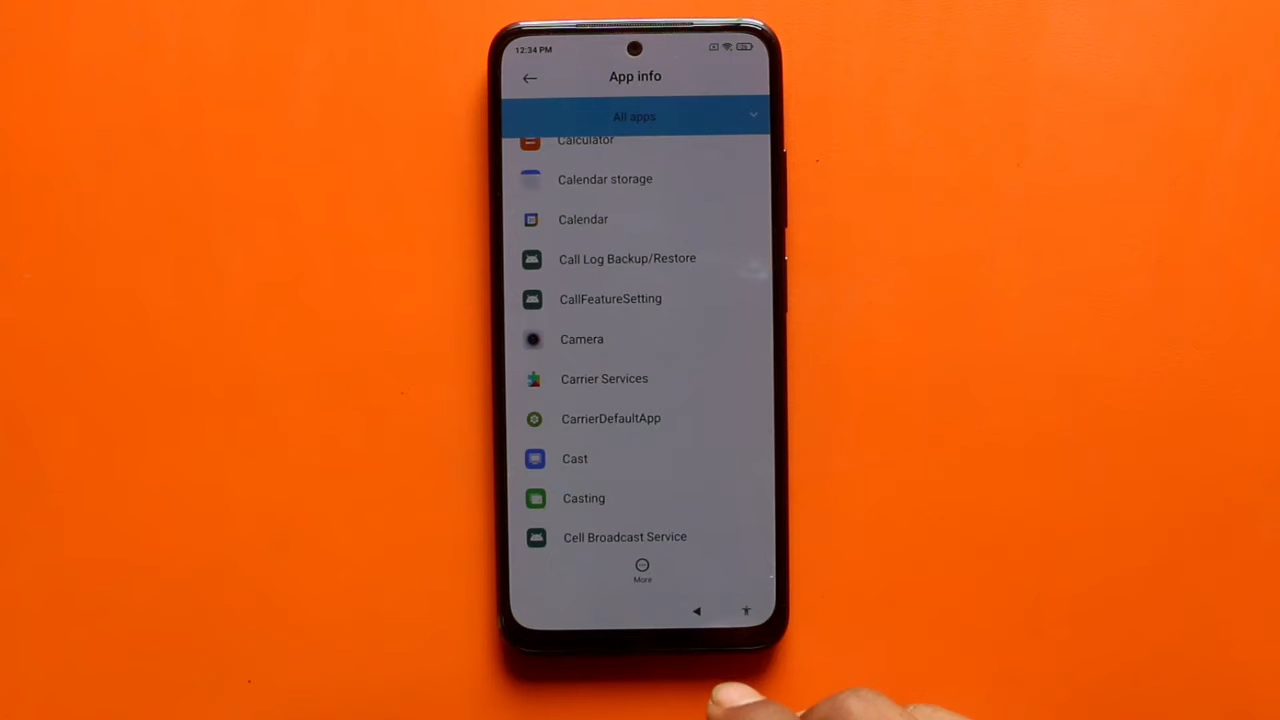 12:34 PM
App info
All apps
Calculator
Calendar storage
Calendar
Call Log Backup/Restore
CallFeatureSetting
Camera
Carrier Services
CarrierDefaultApp
Cast
Casting
Cell Broadcast Service
More